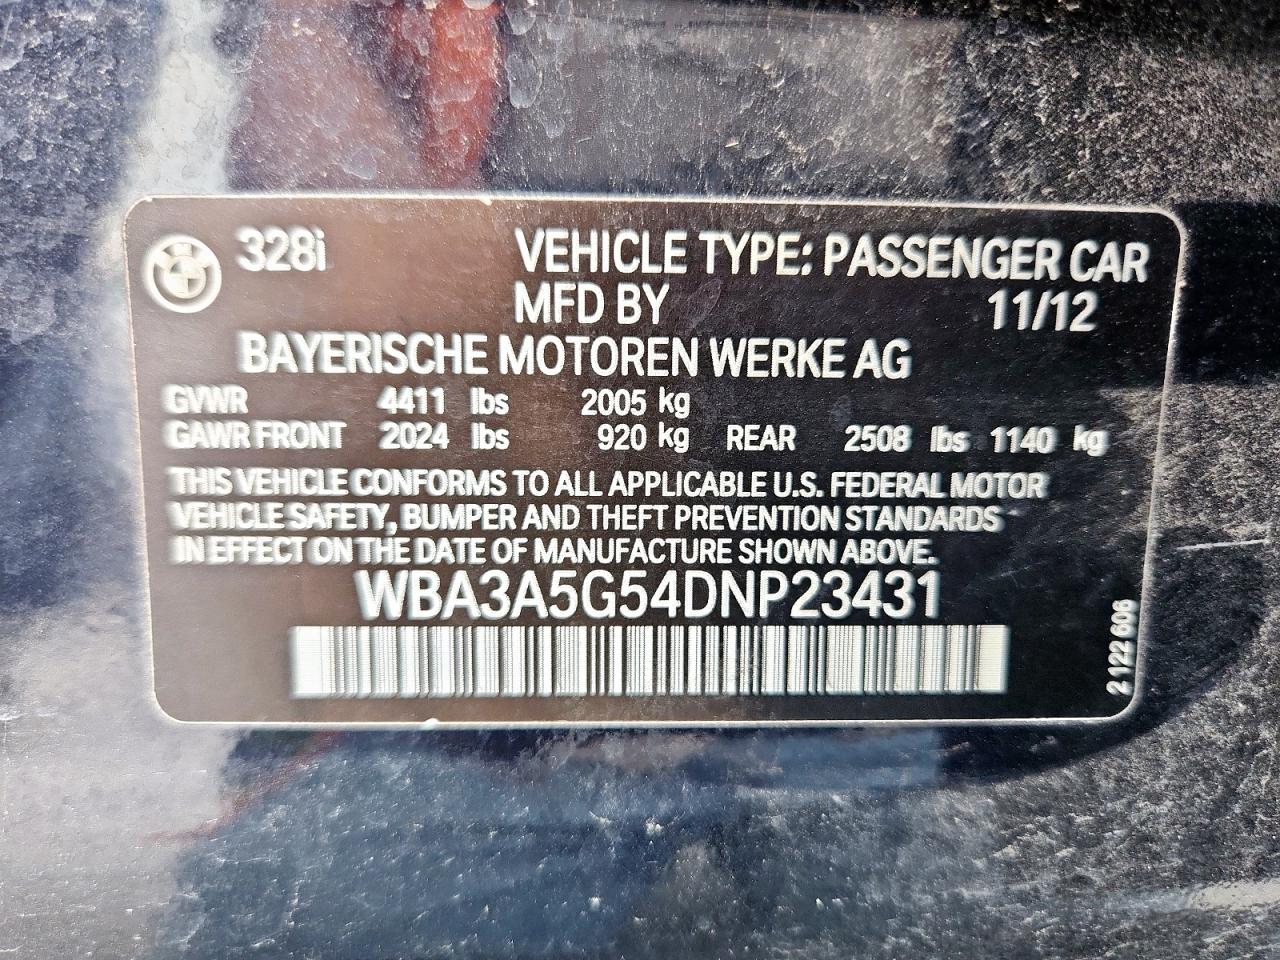 328i VEHICLE TYPE: PASSENGER CAR
MFD BY 11/12
BAYERISCHE MOTOREN WERKE AG
GVWR 4411 lbs 2005 kg
GAWR FRONT 2024 lbs 920 kg REAR 2508 lbs 1140 kg
THIS VEHICLE CONFORMS TO ALL APPLICABLE U.S. FEDERAL MOTOR
VEHICLE SAFETY, BUMPER AND THEFT PREVENTION STANDARDS
IN EFFECT ON THE DATE OF MANUFACTURE SHOWN ABOVE.
WBA3A5G54DNP23431
2 122 606